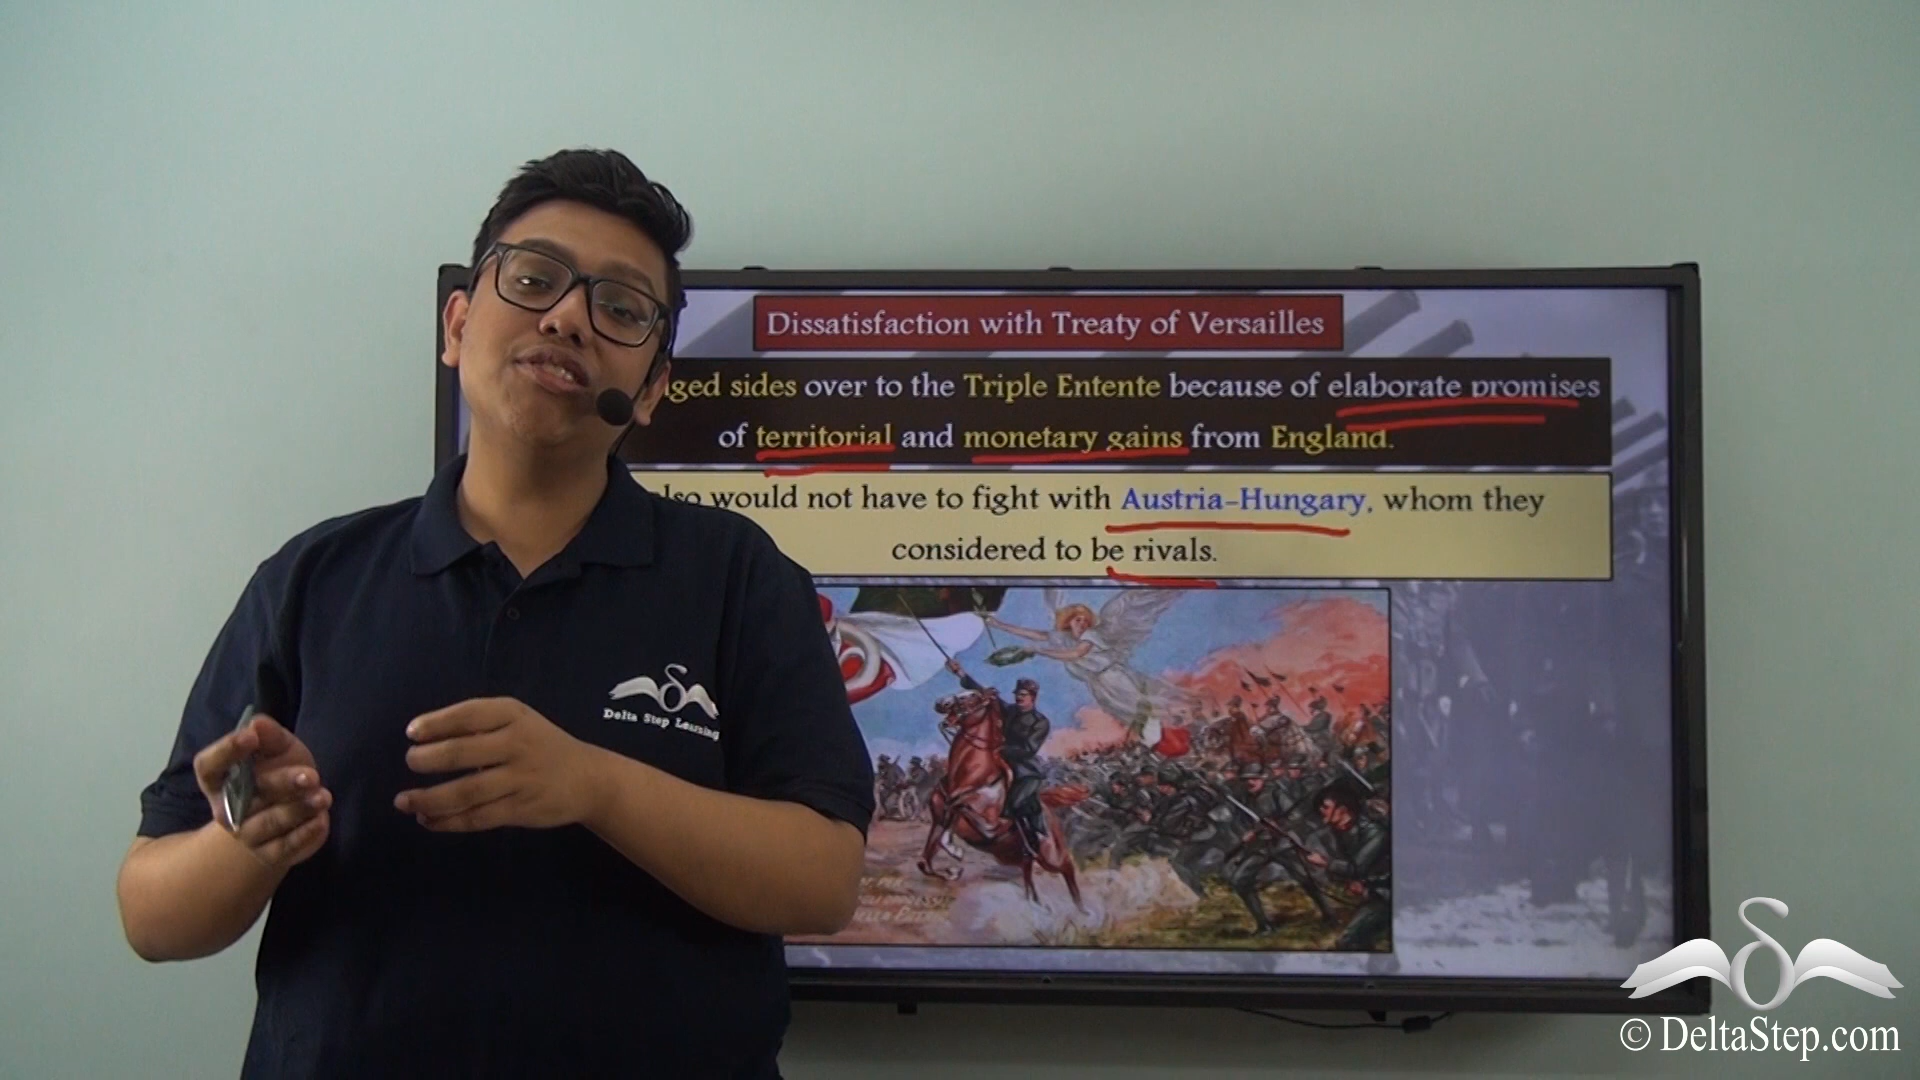 Dissatisfaction with Treaty of Versailles
sides over to the Triple Entente because of elaborate promises
of territorial and monetary gains from England.
would not have to fight with Austria-Hungary, whom they
considered to be rivals.
Delta Step Learning
© DeltaStep.com